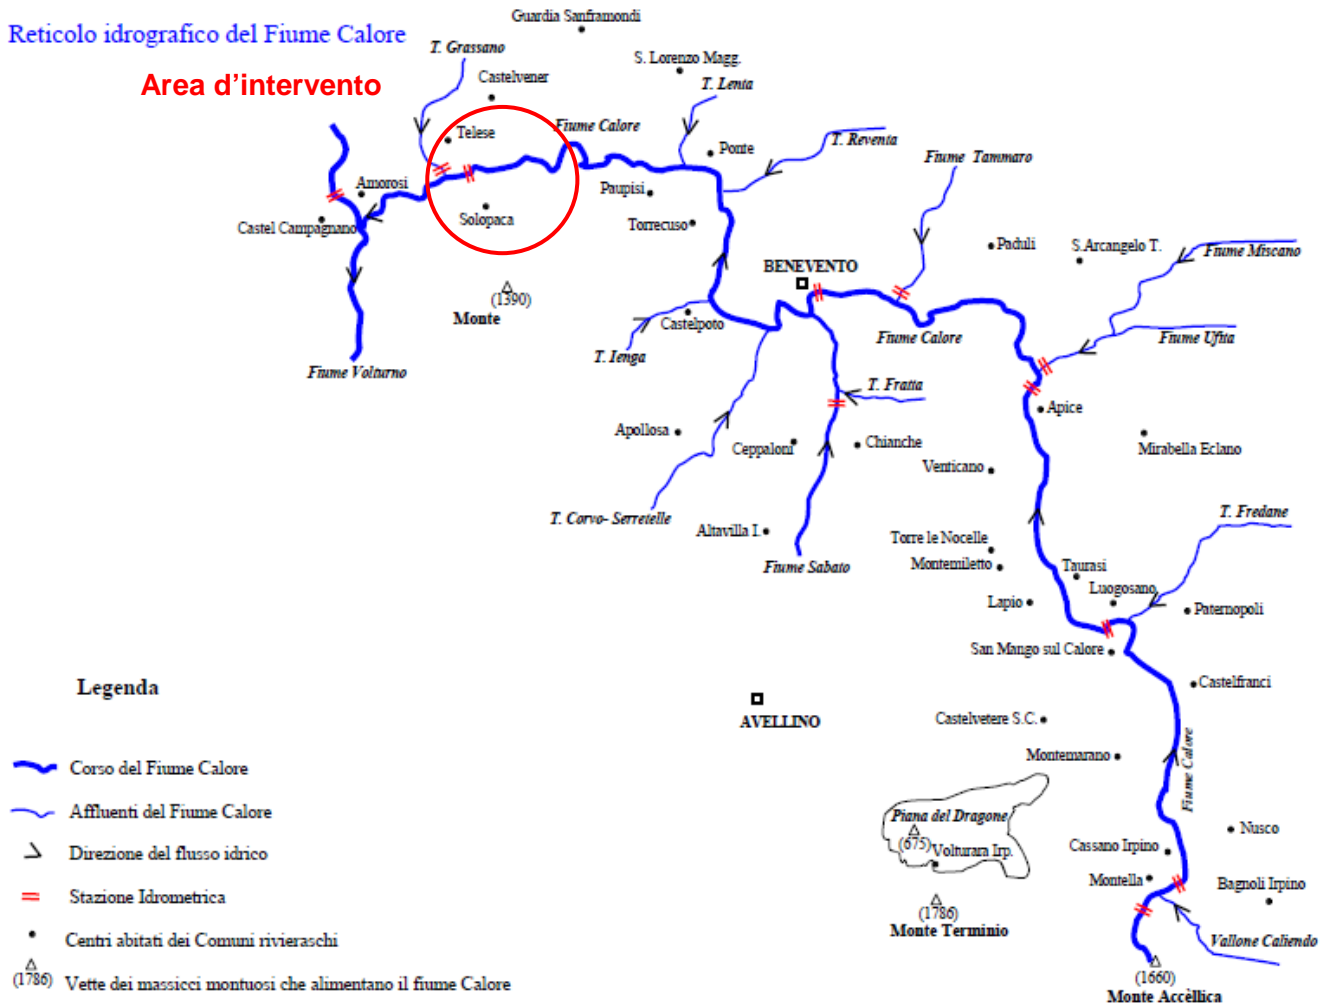 Reticolo idrografico del Fiume Calore
Area d'intervento
Guardia Sanframondi
T. Grassano
S. Lorenzo Magg.
Castelvener
T. Lenta
Fiume Calore
Telese
T. Reventa
Ponte
Fiume Tammaro
Amorosi
Paupisi
Solopaca
Castel Campagnano
Torrecuso
Paduli
S.Arcangelo T.
Fiume Miscano
BENEVENTO
(1390)
Monte
Castelpoto
Fiume Calore
Fiume Ufita
T. Ienga
Fiume Volturno
T. Fratta
Apice
Apollosa
Ceppaloni
Chianche
Mirabella Eclano
Venticano
T. Corvo- Serretelle
T. Fredane
Altavilla I.
Torre le Nocelle
Fiume Sabato
Montemiletto
Taurasi
Luogosano
Lapio
Paternopoli
San Mango sul Calore
Castelfranci
Legenda
AVELLINO
Castelvetere S.C.
Montemarano
Fiume Calore
Corso del Fiume Calore
Affluenti del Fiume Calore
Piana del Dragone
Nusco
(675)
Volturara Irp.
Cassano Irpino
Direzione del flusso idrico
Montella
Bagnoli Irpino
Stazione Idrometrica
(1786)
Monte Terminio
Centri abitati dei Comuni rivieraschi
Vallone Caliendo
(1786) Vette dei massicci montuosi che alimentano il fiume Calore
(1660)
Monte Accèllica